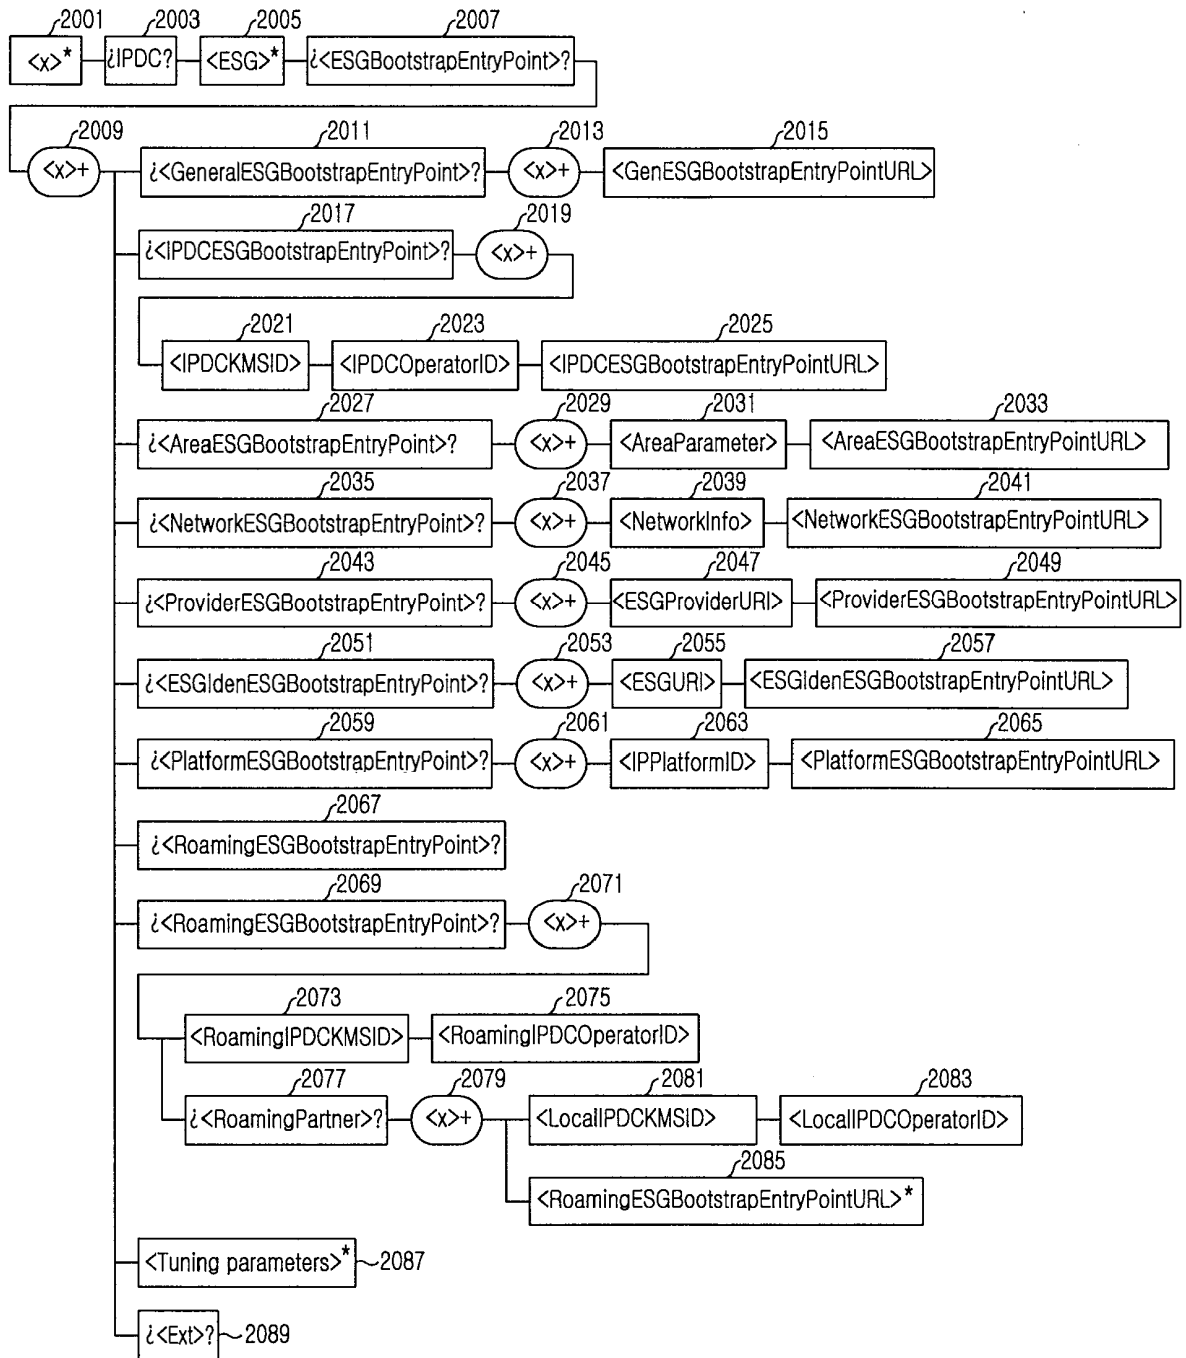 2001 2003 2005 2007
<x>* ¿IPDC? <ESG>* ¿<ESGBootstrapEntryPoint>?
2009 2011 2013 2015
<x>+ ¿<GeneralESGBootstrapEntryPoint>? <x>+ <GenESGBootstrapEntryPointURL>
2017 2019
¿<IPDCESGBootstrapEntryPoint>? <x>+
2021 2023 2025
<IPDCKMSID> <IPDCOperatorID> <IPDCESGBootstrapEntryPointURL>
2027 2029 2031 2033
¿<AreaESGBootstrapEntryPoint>? <x>+ <AreaParameter> <AreaESGBootstrapEntryPointURL>
2035 2037 2039 2041
¿<NetworkESGBootstrapEntryPoint>? <x>+ <NetworkInfo> <NetworkESGBootstrapEntryPointURL>
2043 2045 2047 2049
¿<ProviderESGBootstrapEntryPoint>? <x>+ <ESGProviderURI> <ProviderESGBootstrapEntryPointURL>
2051 2053 2055 2057
¿<ESGIdenESGBootstrapEntryPoint>? <x>+ <ESGURI> <ESGIdenESGBootstrapEntryPointURL>
2059 2061 2063 2065
¿<PlatformESGBootstrapEntryPoint>? <x>+ <IPPlatformID> <PlatformESGBootstrapEntryPointURL>
2067
¿<RoamingESGBootstrapEntryPoint>?
2069 2071
¿<RoamingESGBootstrapEntryPoint>? <x>+
2073 2075
<RoamingIPDCKMSID> <RoamingIPDCOperatorID>
2077 2079 2081 2083
¿<RoamingPartner>? <x>+ <LocalIPDCKMSID> <LocalIPDCOperatorID>
2085
<RoamingESGBootstrapEntryPointURL>*
<Tuning parameters>* 2087
¿<Ext>? 2089